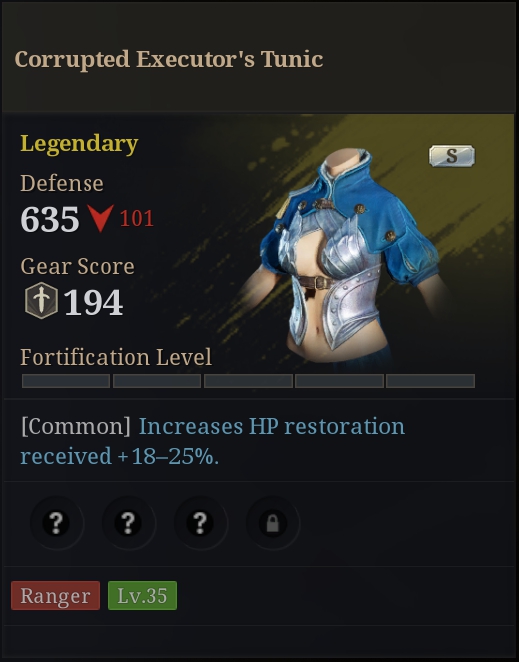 Corrupted Executor's Tunic
Legendary
S
Defense
635 101
Gear Score
194
Fortification Level
[Common] Increases HP restoration
received +18–25%.
? ? ?
Ranger Lv.35